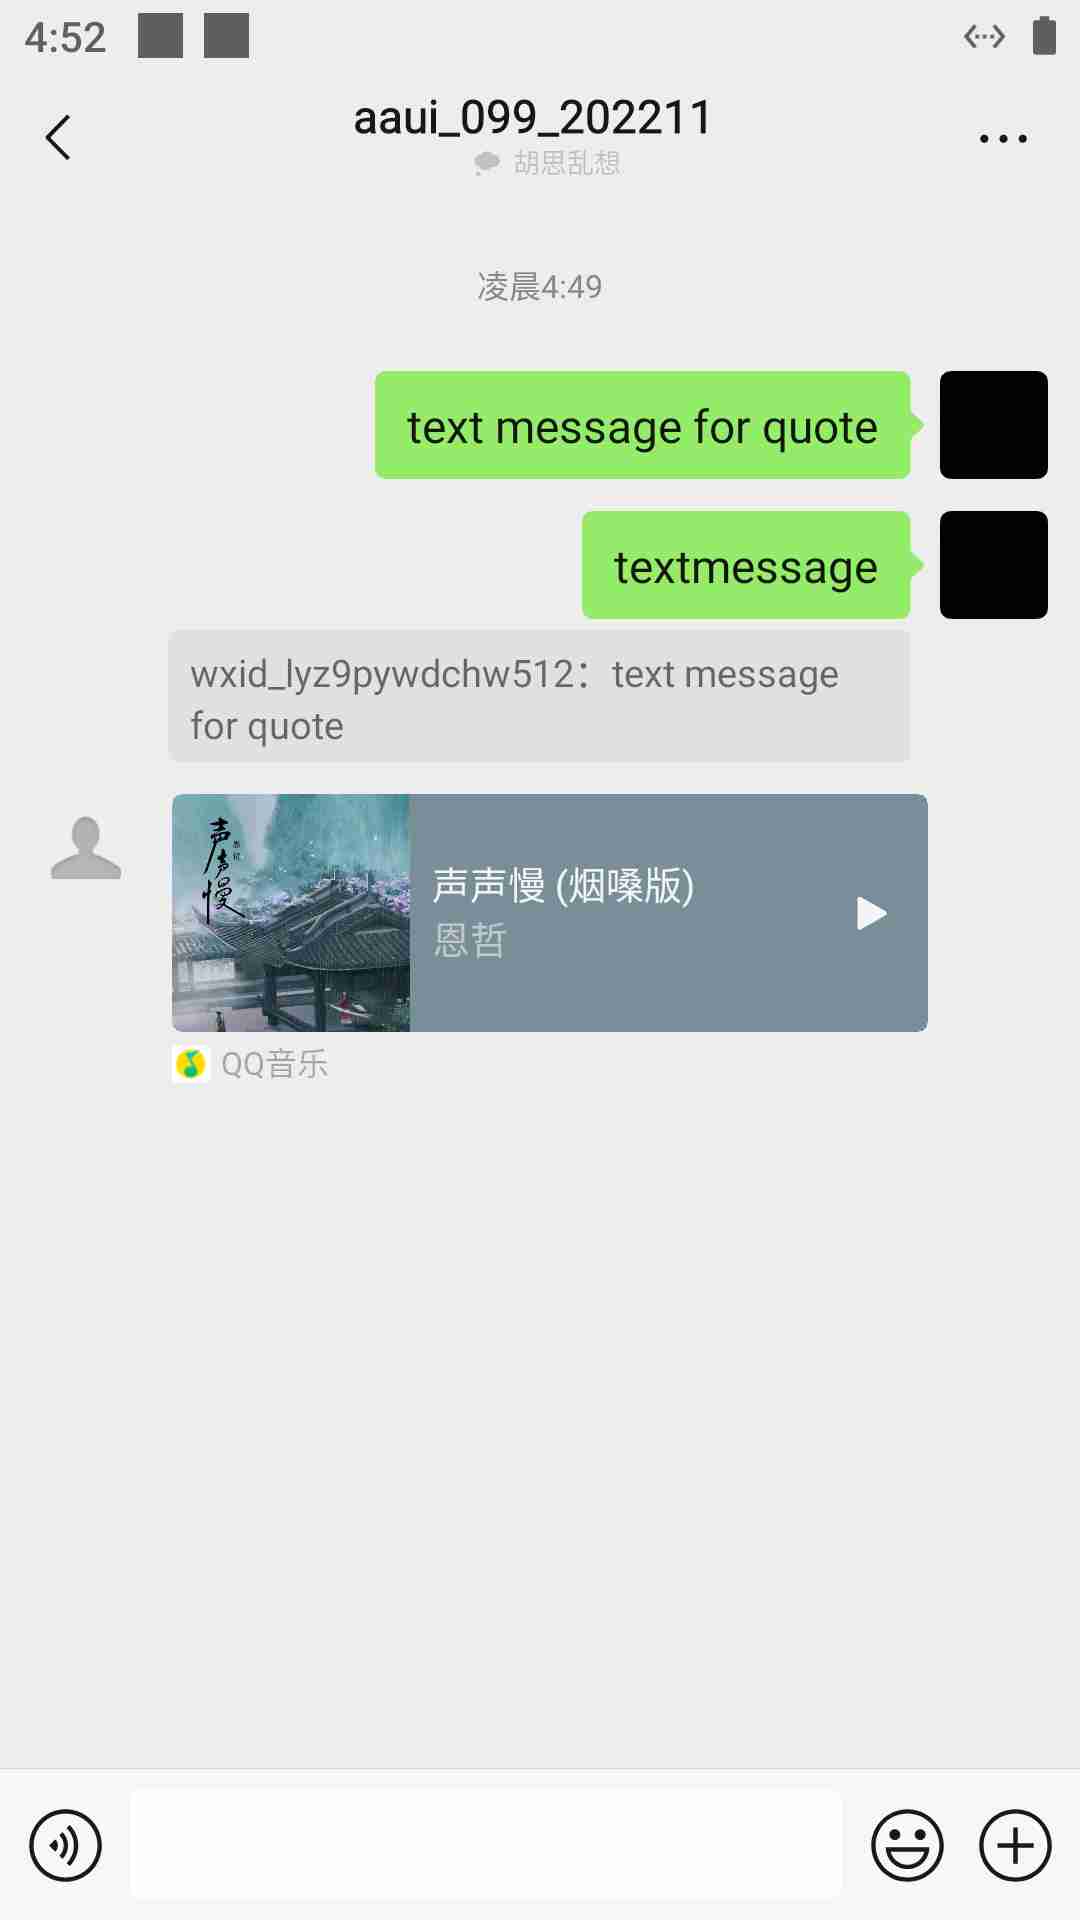 4:52
aaui_099_202211
胡思乱想
凌晨4:49
text message for quote
textmessage
wxid_lyz9pywdchw512：text message
for quote
声声慢
声声慢 (烟嗓版)
恩哲
QQ音乐